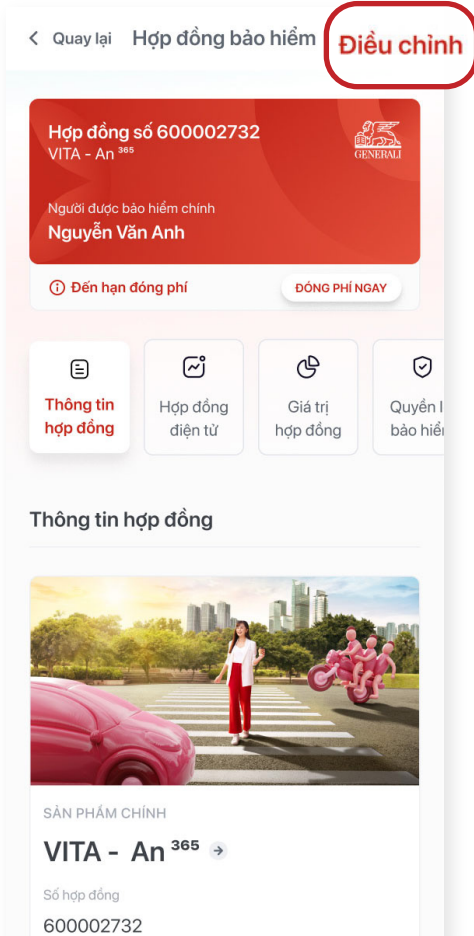 Quay lại Hợp đồng bảo hiểm Điều chỉnh
Hợp đồng số 600002732
VITA - An 365
GENERALI
Người được bảo hiểm chính
Nguyễn Văn Anh
Đến hạn đóng phí ĐÓNG PHÍ NGAY
Thông tin
hợp đồng
Hợp đồng
điện tử
Giá trị
hợp đồng
Quyền l
bảo hiể
Thông tin hợp đồng
SẢN PHẨM CHÍNH
VITA - An 365
Số hợp đồng
600002732